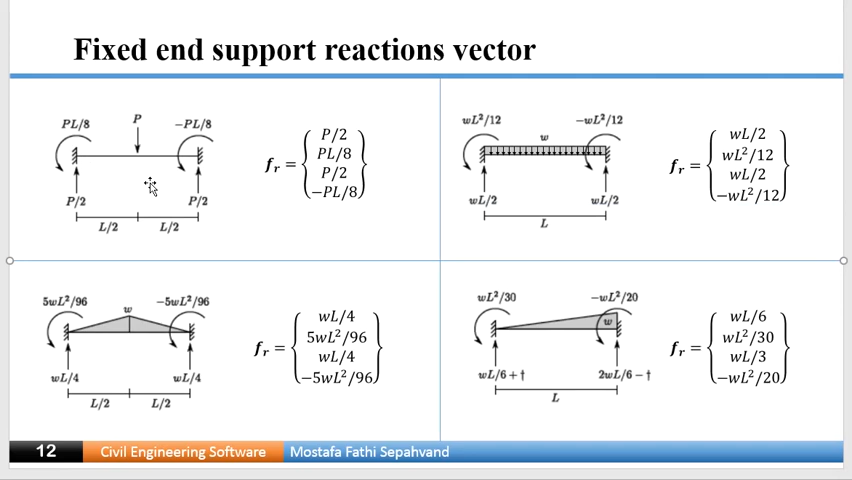 Fixed end support reactions vector
PL/8
P
-PL/8
P/2
P/2
L/2
L/2
f_r = { P/2
PL/8
P/2
−PL/8 }
wL²/12
-wL²/12
w
wL/2
wL/2
L
f_r = { wL/2
wL²/12
wL/2
−wL²/12 }
5wL²/96
w
-5wL²/96
wL/4
wL/4
L/2
L/2
f_r = { wL/4
5wL²/96
wL/4
−5wL²/96 }
wL²/30
-wL²/20
w
wL/6 + †
2wL/6 − †
L
f_r = { wL/6
wL²/30
wL/3
−wL²/20 }
12
Civil Engineering Software
Mostafa Fathi Sepahvand